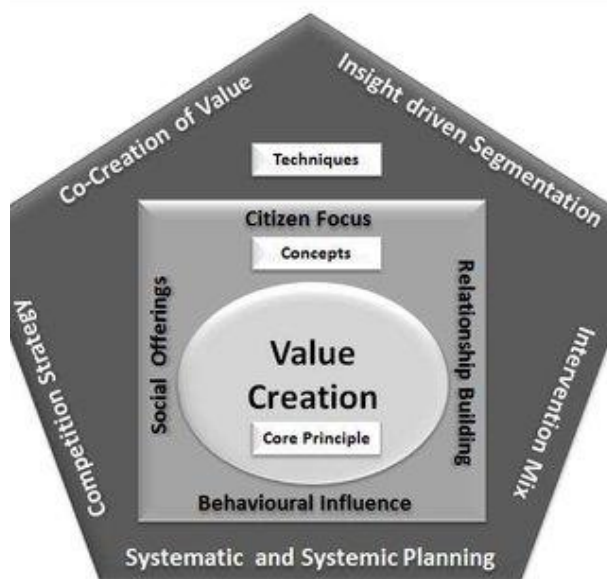 Co-Creation of Value
Insight driven Segmentation
Techniques
Citizen Focus
Concepts
Social Offerings
Relationship Building
Competition Strategy
Intervention Mix
Value
Creation
Core Principle
Behavioural Influence
Systematic and Systemic Planning